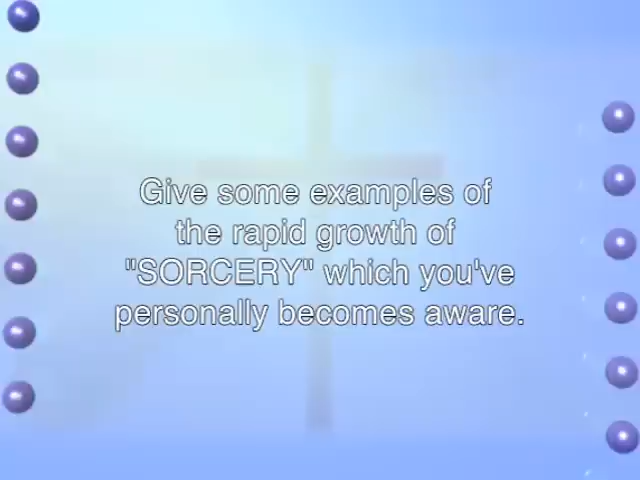 Give some examples of
the rapid growth of
"SORCERY" which you've
personally becomes aware.